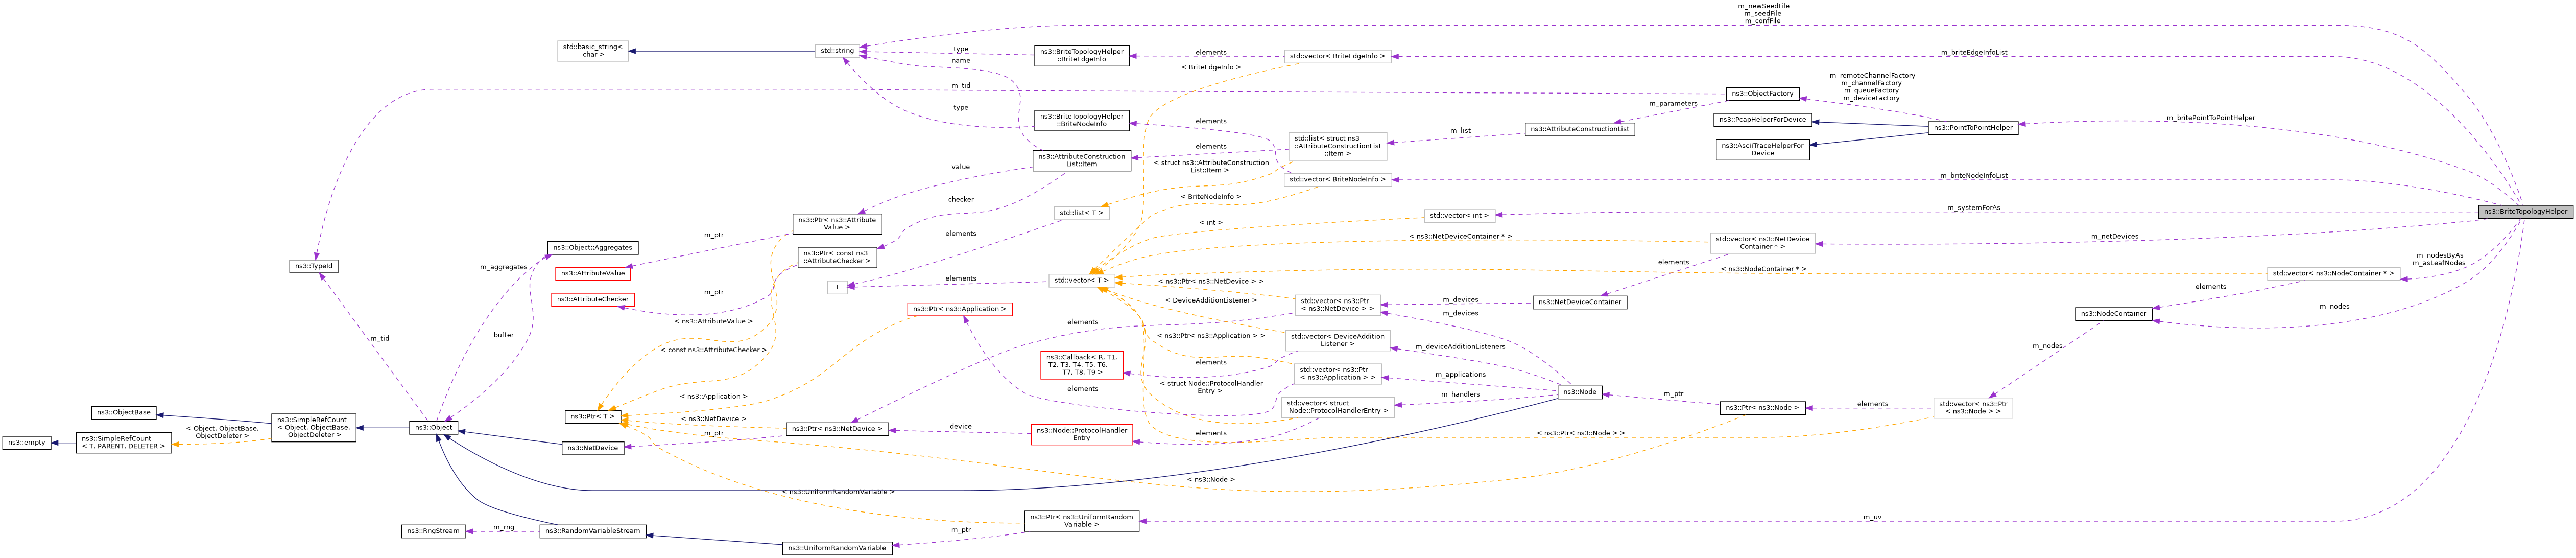 m_newSeedFile
m_seedFile
m_confFile
std::basic_string<
char >
std::string
type
ns3::BriteTopologyHelper
::BriteEdgeInfo
elements
std::vector< BriteEdgeInfo >
m_briteEdgeInfoList
name
< BriteEdgeInfo >
m_tid
m_remoteChannelFactory
m_channelFactory
m_queueFactory
m_deviceFactory
ns3::ObjectFactory
m_parameters
type
ns3::BriteTopologyHelper
::BriteNodeInfo
elements
ns3::PcapHelperForDevice
m_britePointToPointHelper
ns3::AttributeConstructionList
ns3::PointToPointHelper
m_list
std::list< struct ns3
::AttributeConstructionList
::Item >
elements
ns3::AsciiTraceHelperFor
Device
ns3::AttributeConstruction
List::Item
value
< struct ns3::AttributeConstruction
List::Item >
std::vector< BriteNodeInfo >
m_briteNodeInfoList
checker
< BriteNodeInfo >
std::list< T >
ns3::Ptr< ns3::Attribute
Value >
std::vector< int >
m_systemForAs
ns3::BriteTopologyHelper
< int >
m_ptr
elements
< ns3::NetDeviceContainer * >
std::vector< ns3::NetDevice
Container * >
m_netDevices
ns3::Object::Aggregates
ns3::Ptr< const ns3
::AttributeChecker >
m_nodesByAs
m_asLeafNodes
ns3::TypeId
m_aggregates
ns3::AttributeValue
elements
< ns3::NodeContainer * >
std::vector< ns3::NodeContainer * >
T
elements
std::vector< T >
< ns3::Ptr< ns3::NetDevice > >
elements
m_ptr
ns3::AttributeChecker
< DeviceAdditionListener >
std::vector< ns3::Ptr
< ns3::NetDevice > >
m_devices
ns3::NetDeviceContainer
m_nodes
ns3::Ptr< ns3::Application >
m_devices
ns3::NodeContainer
< ns3::AttributeValue >
elements
buffer
m_tid
< ns3::Ptr< ns3::Application > >
std::vector< DeviceAddition
Listener >
m_deviceAdditionListeners
m_nodes
< const ns3::AttributeChecker >
ns3::Callback< R, T1,
T2, T3, T4, T5, T6,
T7, T8, T9 >
elements
std::vector< ns3::Ptr
< ns3::Application > >
m_applications
elements
< struct Node::ProtocolHandler
Entry >
ns3::Node
m_ptr
< ns3::Application >
m_handlers
std::vector< struct
Node::ProtocolHandlerEntry >
ns3::Ptr< ns3::Node >
elements
std::vector< ns3::Ptr
< ns3::Node > >
ns3::ObjectBase
ns3::SimpleRefCount
< Object, ObjectBase,
ObjectDeleter >
ns3::Ptr< T >
< ns3::NetDevice >
ns3::Object
< Object, ObjectBase,
ObjectDeleter >
ns3::Ptr< ns3::NetDevice >
device
ns3::Node::ProtocolHandler
Entry
elements
< ns3::Ptr< ns3::Node > >
m_ptr
ns3::empty
ns3::SimpleRefCount
< T, PARENT, DELETER >
ns3::NetDevice
< ns3::Node >
< ns3::UniformRandomVariable >
ns3::Ptr< ns3::UniformRandom
Variable >
m_uv
ns3::RngStream
m_rng
ns3::RandomVariableStream
m_ptr
ns3::UniformRandomVariable